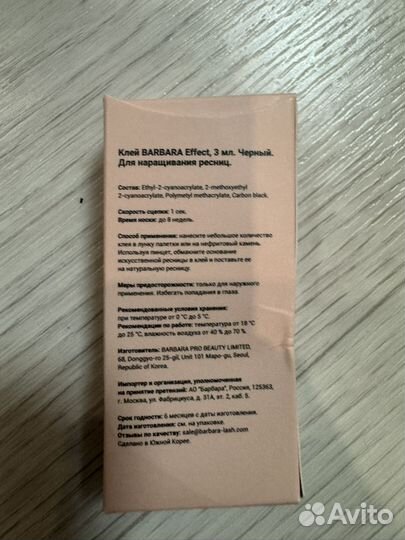 Клей BARBARA Effect, 3 мл. Черный.
Для наращивания ресниц.
Состав: Ethyl-2-cyanoacrylate, 2-methoxyethyl
2-cyanoacrylate, Polymetyl methacrylate, Carbon black.
Скорость сцепки: 1 сек.
Время носки: до 8 недель.
Способ применения: нанесите небольшое количество
клея в лунку палетки или на нефритовый камень.
Используя пинцет, обмакните основание
искусственной ресницы в клей и поставьте ее
на натуральную ресницу.
Меры предосторожности: только для наружного
применения. Избегать попадания в глаза.
Рекомендованные условия хранения:
при температуре от 0 °C до 5 °C.
Рекомендации по работе: температура от 18 °C
до 25 °C, влажность воздуха от 40 % до 70 %.
Изготовитель: BARBARA PRO BEAUTY LIMITED,
68, Donggyo-ro 25-gil, Unit 101 Mapo-gu, Seoul,
Republic of Korea.
Импортер и организация, уполномоченная
на принятие претензий: АО "Барбара", Россия, 125363,
г. Москва, ул. Фабрициуса, д. 31А, эт. 2, каб. 5.
Срок годности: 6 месяцев с даты изготовления.
Дата изготовления: см. на упаковке.
Отзывы по качеству: sale@barbara-lash.com
Сделано в Южной Корее.
Avito